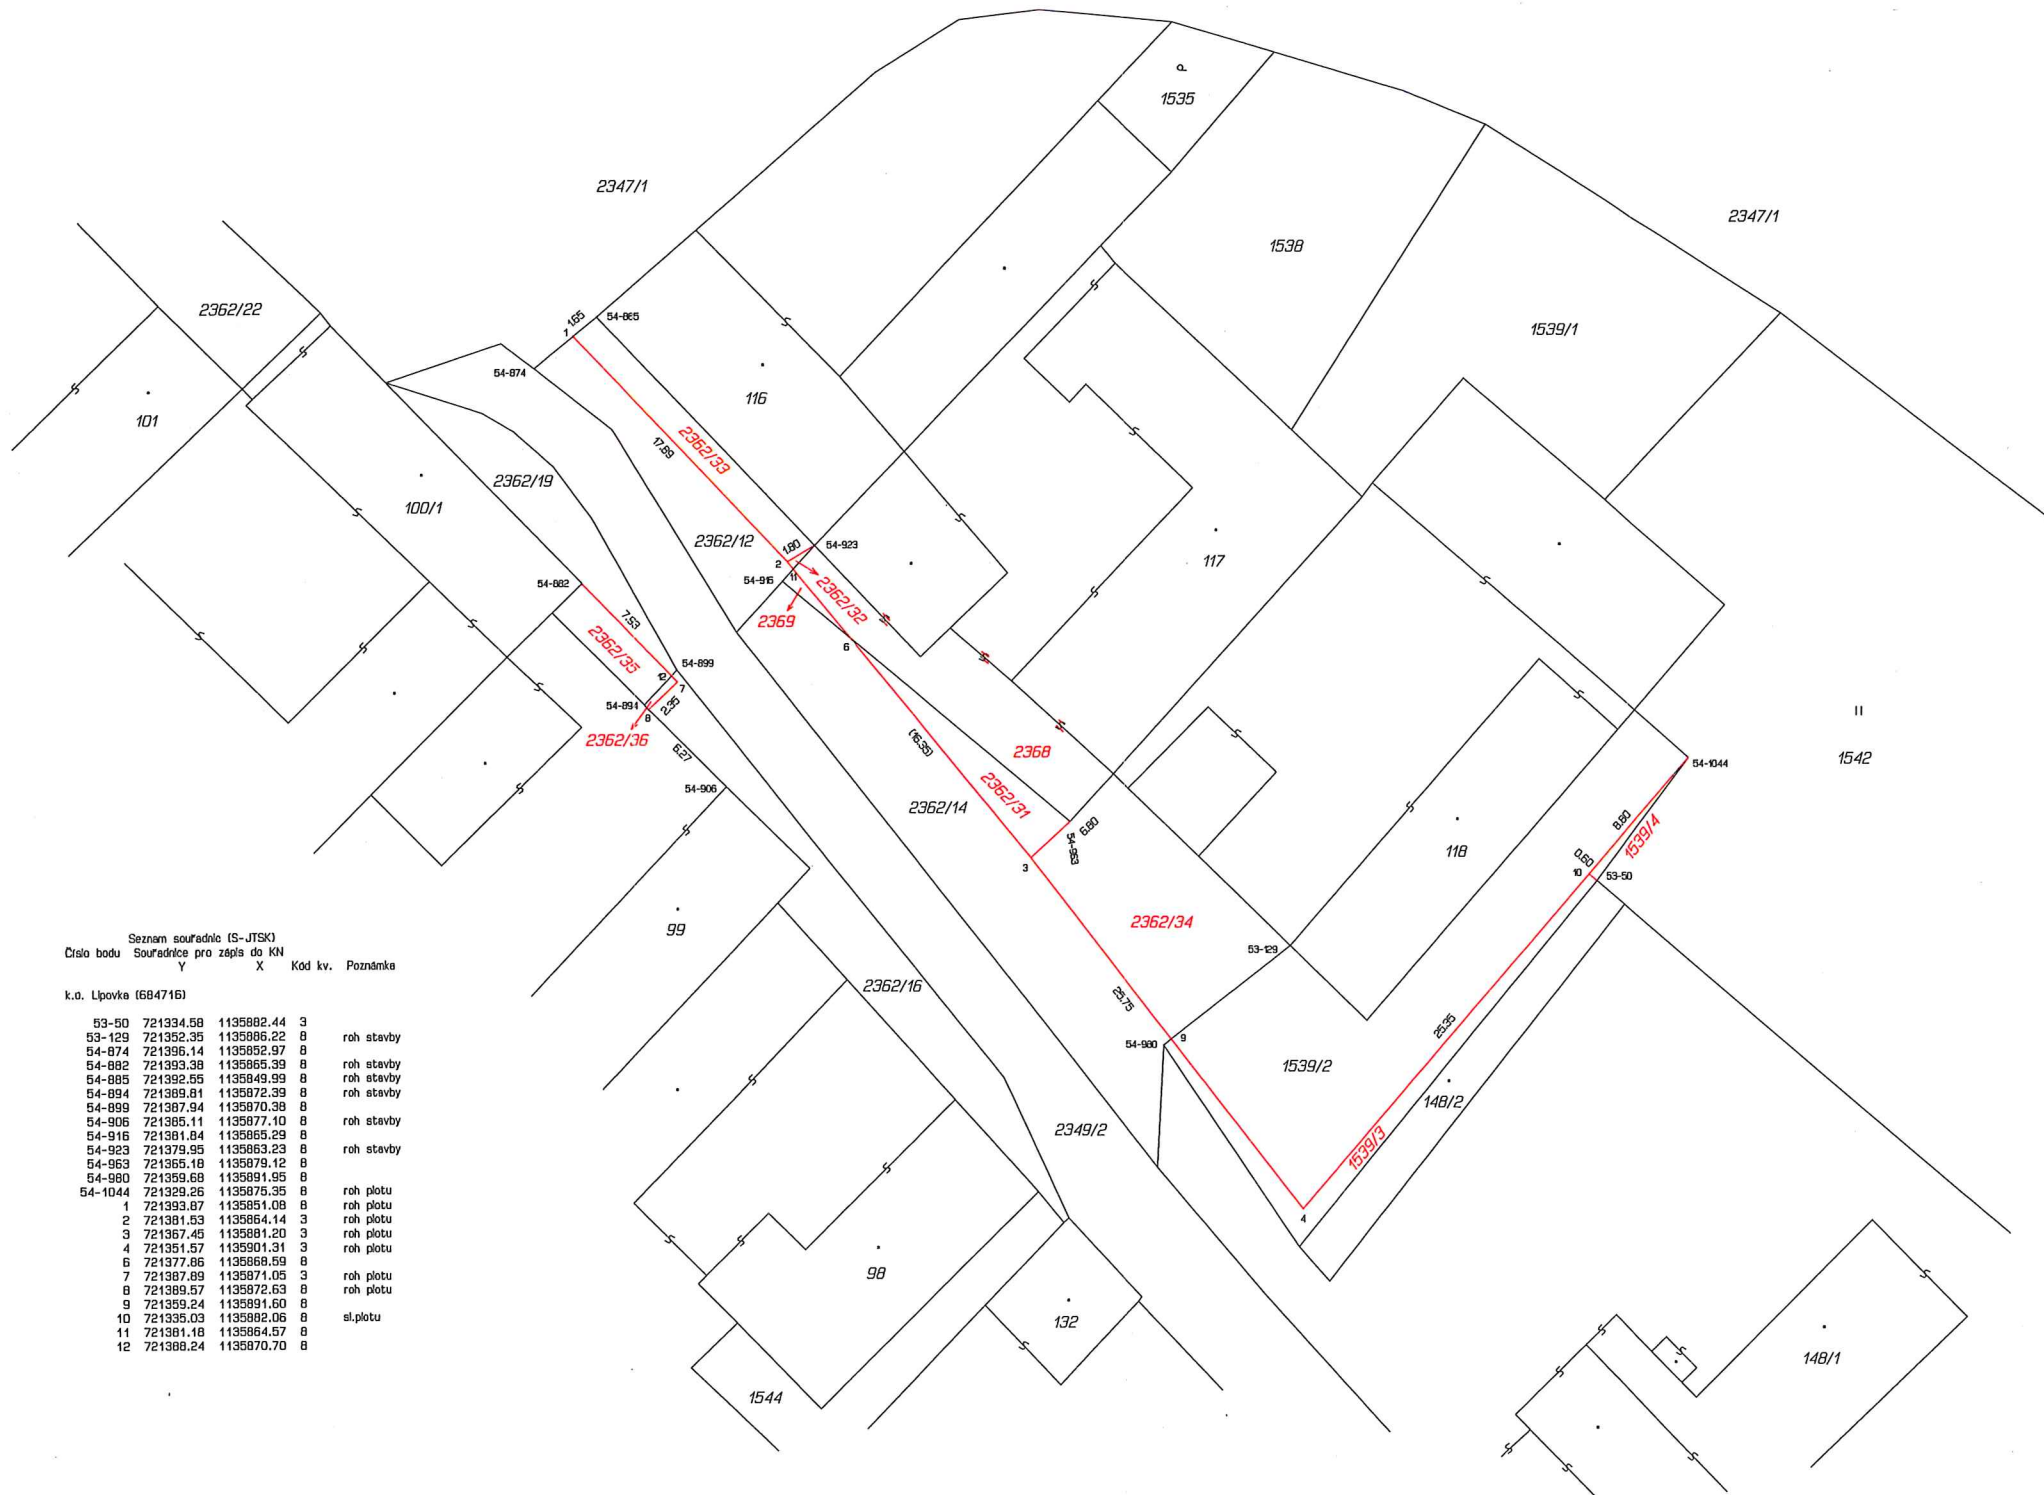 P
1535
2347/1
2347/1
1538
2362/22
1539/1
1.65
1
54-865
54-874
101
116
17.89
2362/33
2362/19
100/1
2362/12
1.80
54-923
2
11
54-916
117
2362/32
2369
54-882
7.53
2362/35
6
54-899
12
7
54-894
8
2.35
2362/36
6.27
(16.35)
2368
II
1542
54-1044
54-906
2362/31
2362/14
6.80
54-963
3
8.80
1539/4
0.60
10
53-50
118
99
2362/34
53-129
2362/16
25.75
25.35
54-980
9
1539/2
148/2
2349/2
1539/3
4
98
132
148/1
1544
Seznam souřadnic (S-JTSK)
Číslo bodu Souřadnice pro zápis do KN
Y X Kód kv. Poznámka
k.ú. Lipovka (684716)
53-50 721334.58 1135882.44 3
53-129 721352.35 1135886.22 8 roh stavby
54-874 721396.14 1135852.97 8
54-882 721393.38 1135865.39 8 roh stavby
54-885 721392.55 1135849.99 8 roh stavby
54-894 721389.81 1135872.39 8 roh stavby
54-899 721387.94 1135870.38 8
54-906 721385.11 1135877.10 8 roh stavby
54-916 721381.84 1135865.29 8
54-923 721379.95 1135863.23 8 roh stavby
54-963 721365.18 1135879.12 8
54-980 721359.68 1135891.95 8
54-1044 721329.26 1135875.35 8 roh plotu
1 721393.87 1135851.08 8 roh plotu
2 721381.53 1135864.14 3 roh plotu
3 721367.45 1135881.20 3 roh plotu
4 721351.57 1135901.31 3 roh plotu
6 721377.86 1135868.59 8
7 721387.89 1135871.05 3 roh plotu
8 721389.57 1135872.63 8 roh plotu
9 721359.24 1135891.60 8
10 721335.03 1135882.06 8 sl.plotu
11 721381.18 1135864.57 8
12 721388.24 1135870.70 8